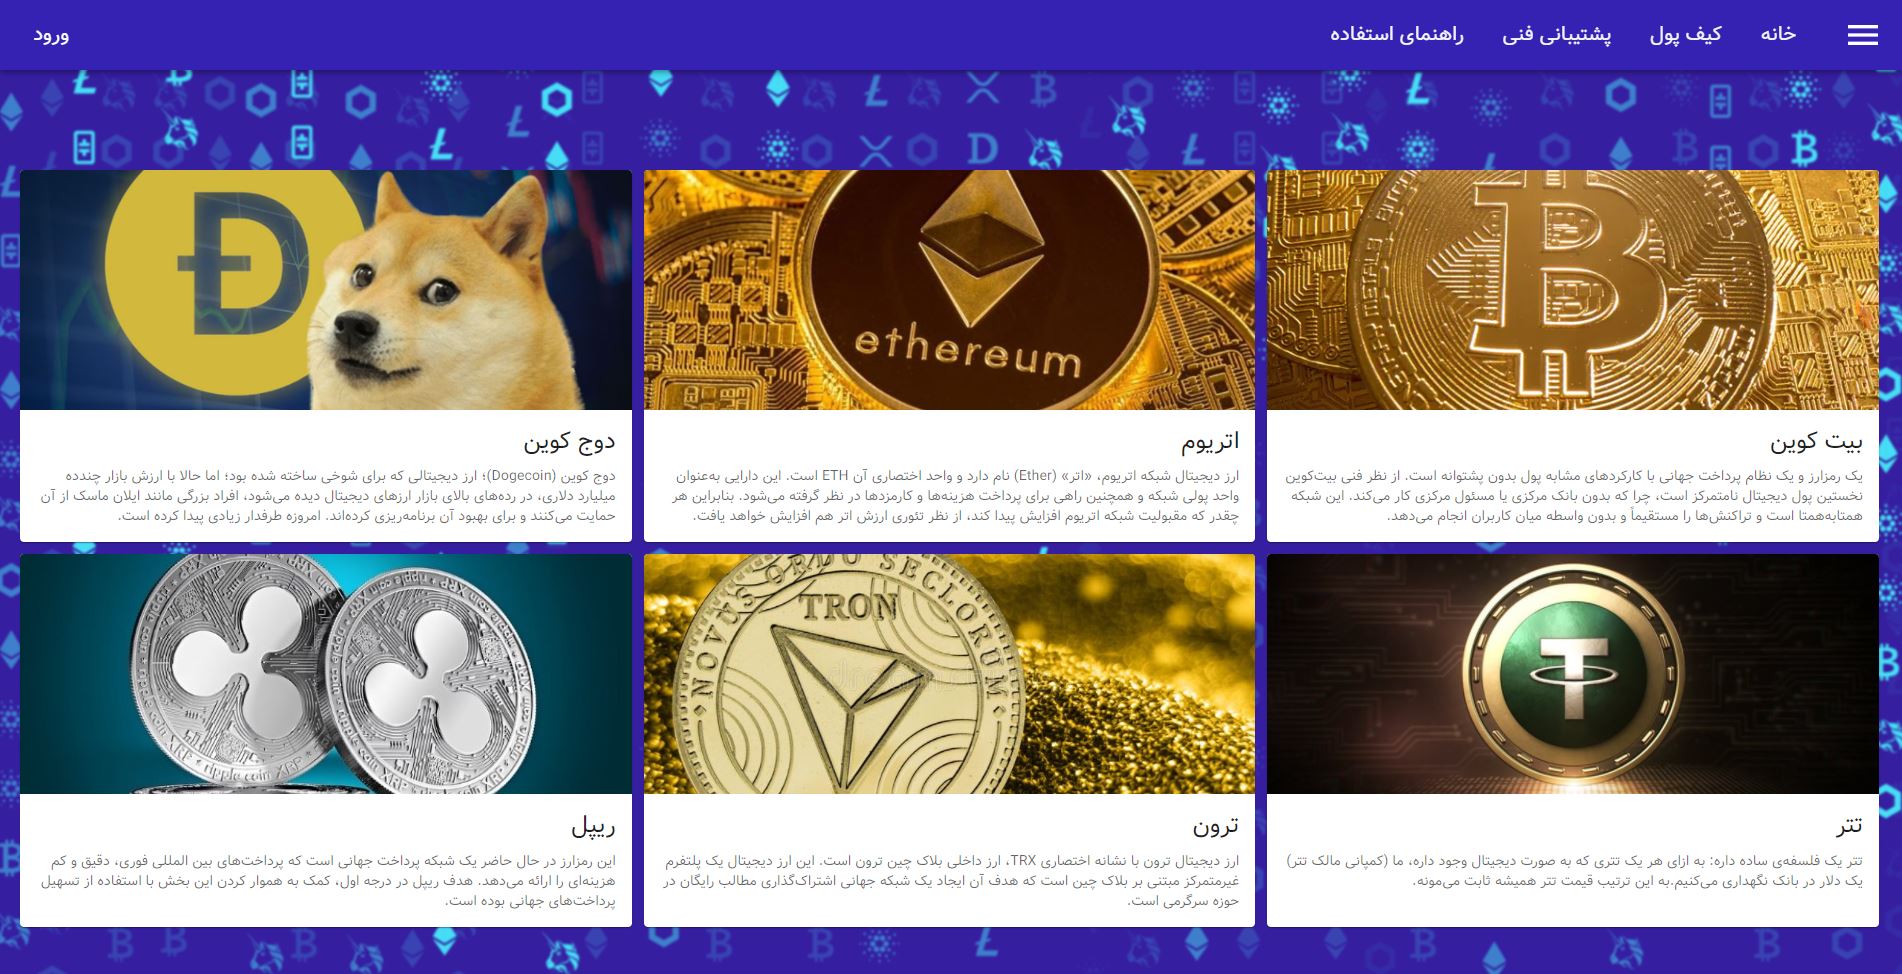 خانه
کیف پول
پشتیبانی فنی
راهنمای استفاده
ورود
بیت کوین
یک رمزارز و یک نظام پرداخت جهانی با کارکردهای مشابه پول بدون پشتوانه است. از نظر فنی بیت‌کوین
نخستین پول دیجیتال نامتمرکز است، چرا که بدون بانک مرکزی یا مسئول مرکزی کار می‌کند. این شبکه
همتابه‌همتا است و تراکنش‌ها را مستقیماً و بدون واسطه میان کاربران انجام می‌دهد.
ethereum
اتریوم
ارز دیجیتال شبکه اتریوم، «اتر» (Ether) نام دارد و واحد اختصاری آن ETH است. این دارایی به‌عنوان
واحد پولی شبکه و همچنین راهی برای پرداخت هزینه‌ها و کارمزدها در نظر گرفته می‌شود. بنابراین هر
چقدر که مقبولیت شبکه اتریوم افزایش پیدا کند، از نظر تئوری ارزش اتر هم افزایش خواهد یافت.
دوج کوین
دوج کوین (Dogecoin)؛ ارز دیجیتالی که برای شوخی ساخته شده بود؛ اما حالا با ارزش بازار چندده
میلیارد دلاری، در رده‌های بالای بازار ارزهای دیجیتال دیده می‌شود، افراد بزرگی مانند ایلان ماسک از آن
حمایت می‌کنند و برای بهبود آن برنامه‌ریزی کرده‌اند. امروزه طرفدار زیادی پیدا کرده است.
تتر
تتر یک فلسفه‌ی ساده داره: به ازای هر یک تتری که به صورت دیجیتال وجود داره، ما (کمپانی مالک تتر)
یک دلار در بانک نگهداری می‌کنیم.به این ترتیب قیمت تتر همیشه ثابت می‌مونه.
NOVUS ORDO SECLORUM
TRON
ترون
ارز دیجیتال ترون با نشانه اختصاری TRX، ارز داخلی بلاک چین ترون است. این ارز دیجیتال یک پلتفرم
غیرمتمرکز مبتنی بر بلاک چین است که هدف آن ایجاد یک شبکه جهانی اشتراک‌گذاری مطالب رایگان در
حوزه سرگرمی است.
ripple coin XRP
ریپل
این رمزارز در حال حاضر یک شبکه پرداخت جهانی است که پرداخت‌های بین المللی فوری، دقیق و کم
هزینه‌ای را ارائه می‌دهد. هدف ریپل در درجه اول، کمک به هموار کردن این بخش با استفاده از تسهیل
پرداخت‌های جهانی بوده است.